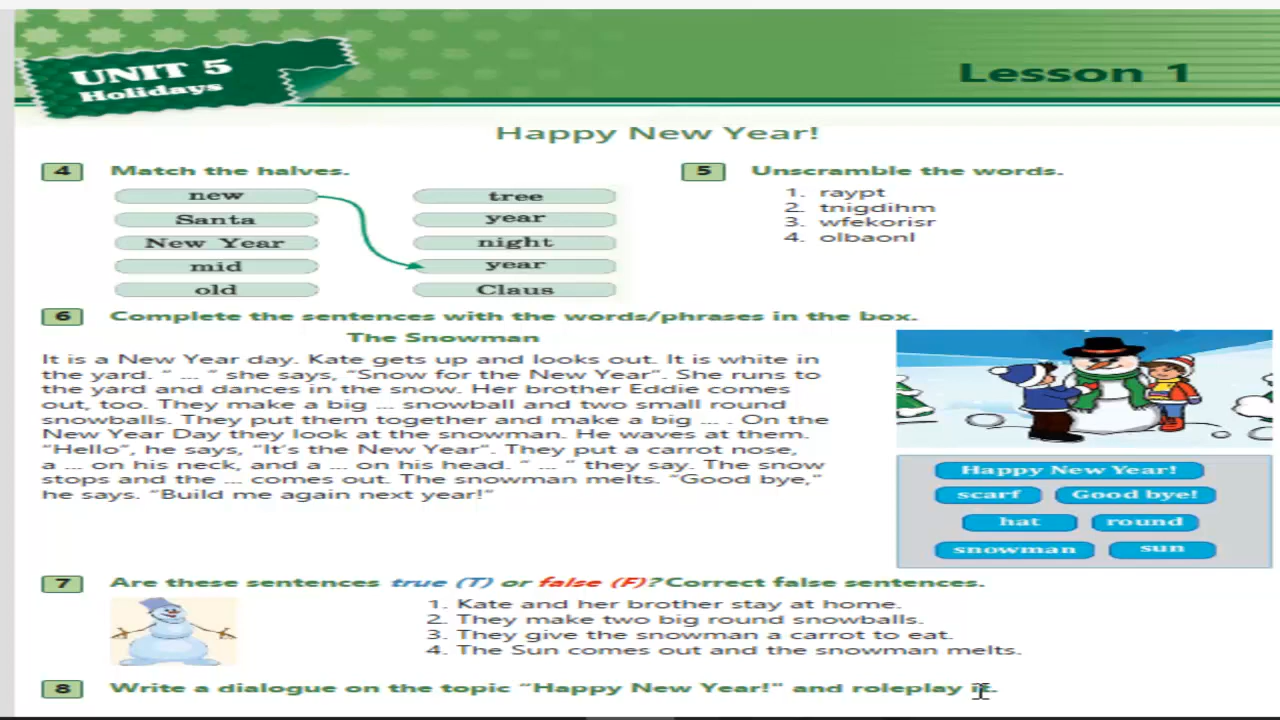 UNIT 5
Holidays
Lesson 1
Happy New Year!
4 Match the halves.
new
Santa
New Year
mid
old
tree
year
night
year
Claus
5 Unscramble the words.
1. raypt
2. tnigdihm
3. wfekorisr
4. olbaonl
6 Complete the sentences with the words/phrases in the box.
The Snowman
It is a New Year day. Kate gets up and looks out. It is white in
the yard. “ ... ” she says, “Snow for the New Year”. She runs to
the yard and dances in the snow. Her brother Eddie comes
out, too. They make a big ... snowball and two small round
snowballs. They put them together and make a big ... . On the
New Year Day they look at the snowman. He waves at them.
“Hello”, he says, “It’s the New Year”. They put a carrot nose,
a ... on his neck, and a ... on his head. “ ... ” they say. The snow
stops and the ... comes out. The snowman melts. “Good bye,”
he says. “Build me again next year!”
Happy New Year!
scarf Good bye!
hat round
snowman sun
7 Are these sentences true (T) or false (F)? Correct false sentences.
1. Kate and her brother stay at home.
2. They make two big round snowballs.
3. They give the snowman a carrot to eat.
4. The Sun comes out and the snowman melts.
8 Write a dialogue on the topic “Happy New Year!” and roleplay it.